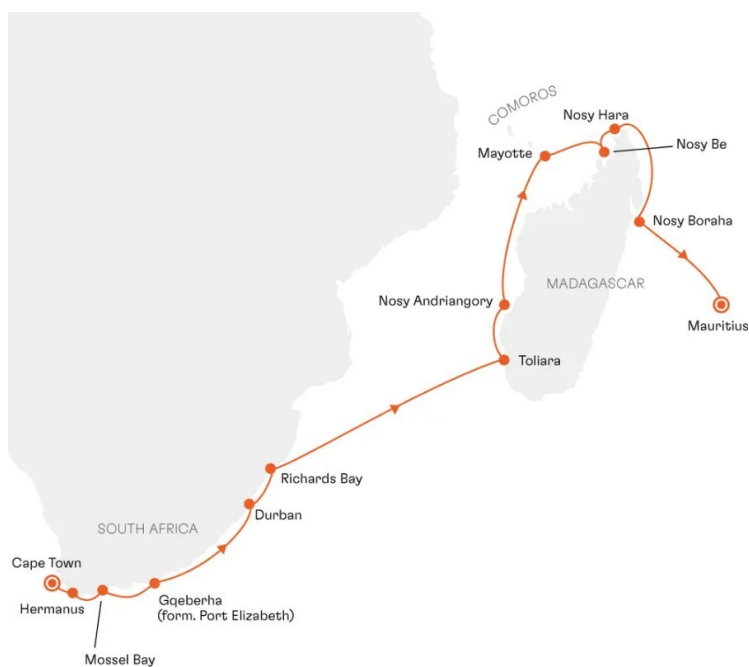 COMOROS
Nosy Hara
Mayotte
Nosy Be
Nosy Boraha
MADAGASCAR
Nosy Andriangory
Mauritius
Toliara
Richards Bay
Durban
SOUTH AFRICA
Cape Town
Hermanus
Gqeberha
(form. Port Elizabeth)
Mossel Bay